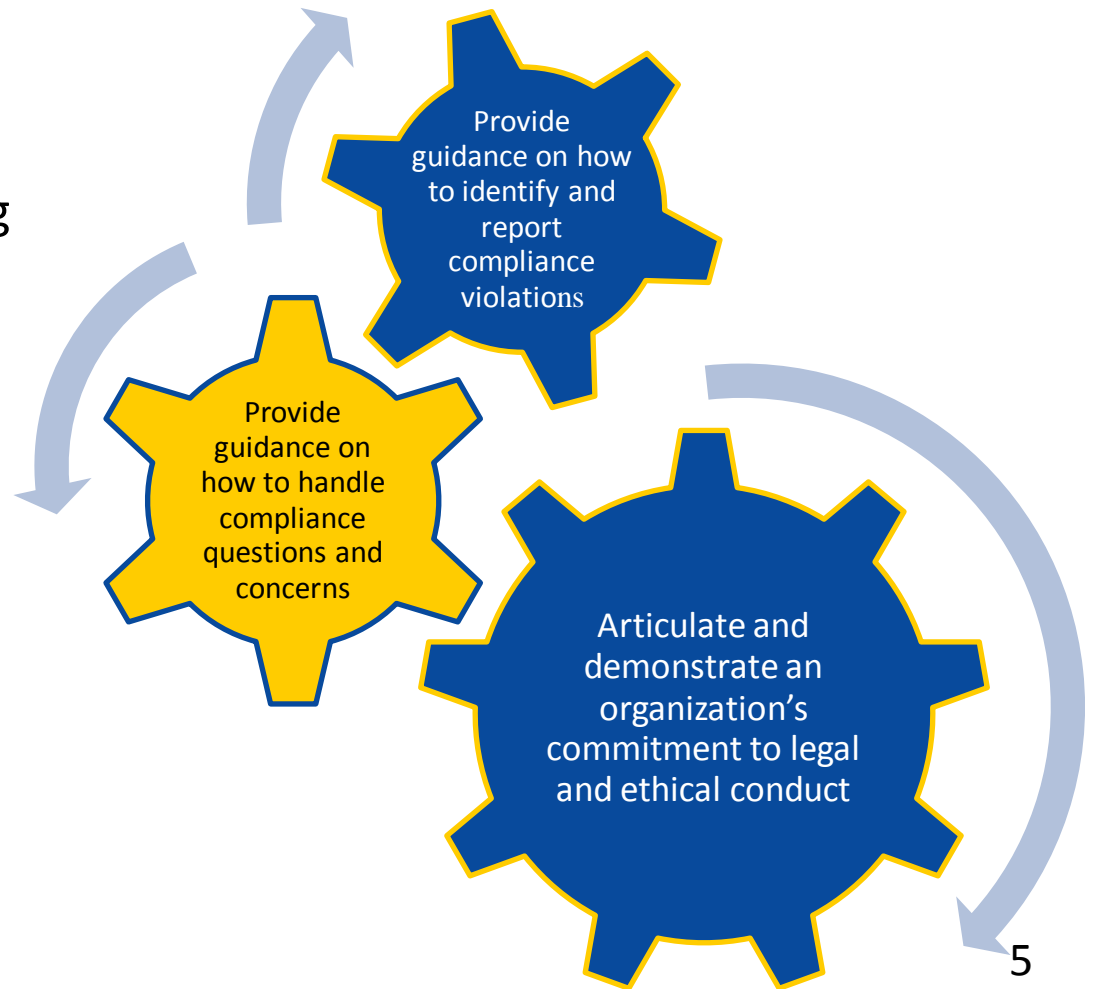 Provide
guidance on how
to identify and
report
compliance
violations
g
Provide
guidance on
how to handle
compliance
questions and
concerns
Articulate and
demonstrate an
organization’s
commitment to legal
and ethical conduct
5